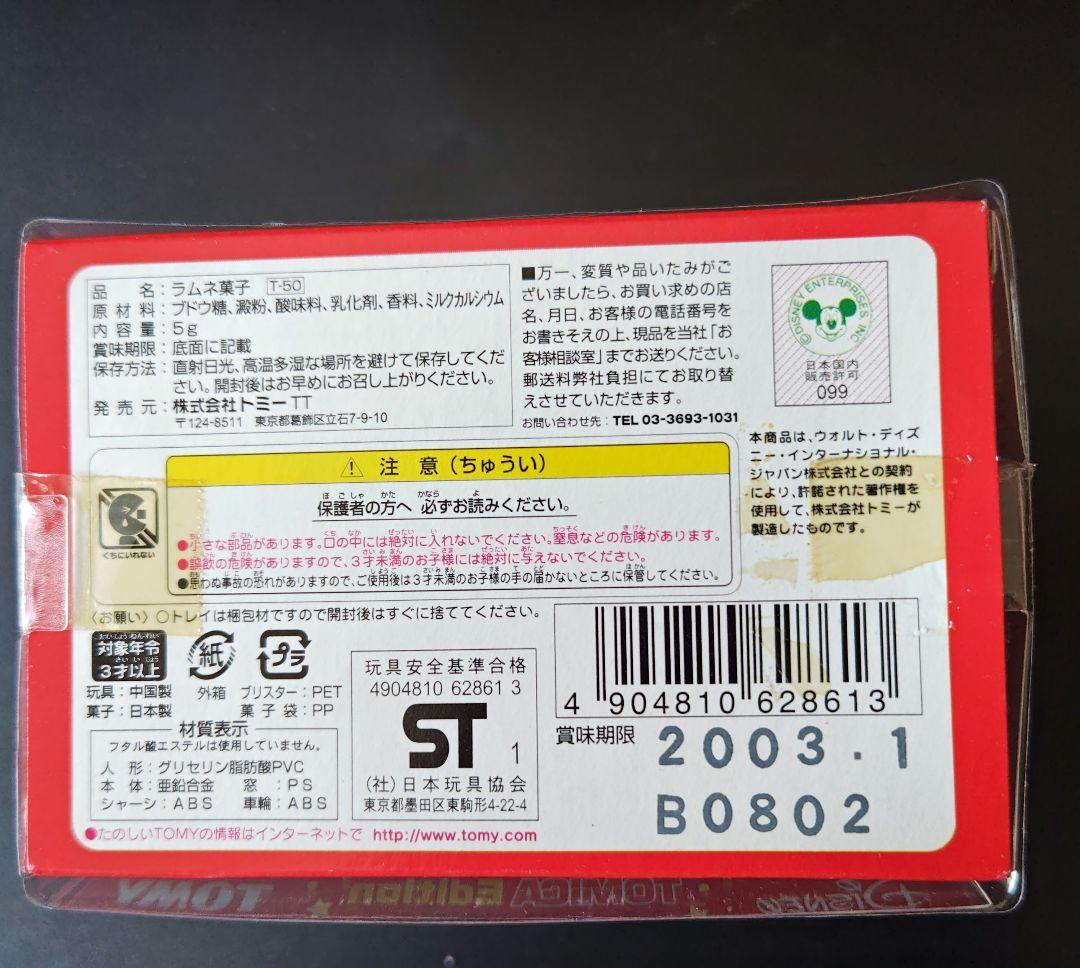 品　　名：ラムネ菓子 T-50
原 材 料：ブドウ糖、澱粉、酸味料、乳化剤、香料、ミルクカルシウム
内 容 量：5g
賞味期限：底面に記載
保存方法：直射日光、高温多湿な場所を避けて保存してくだ
さい。開封後はお早めにお召し上がりください。
発 売 元：株式会社トミーTT
〒124-8511　東京都葛飾区立石7-9-10
■万一、変質や品いたみがご
ざいましたら、お買い求めの店
名、月日、お客様の電話番号を
お書きそえの上、現品を当社「お
客様相談室」までお送りください。
郵送料弊社負担にてお取り替
えさせていただきます。
お問い合わせ先：TEL 03-3693-1031
©DISNEY ENTERPRISES INC
日本国内
販売許可
099
本商品は、ウォルト・ディズ
ニー・インターナショナル・
ジャパン株式会社との契約
により、許諾された著作権を
使用して、株式会社トミーが
製造したものです。
くちにいれない
⚠ 注 意（ちゅうい）
保護者の方へ 必ずお読みください。
●小さな部品があります。口の中には絶対に入れないでください。窒息などの危険があります。
●誤飲の危険がありますので、3才未満のお子様には絶対に与えないでください。
●思わぬ事故の恐れがありますので、ご使用後は3才未満のお子様の手の届かないところに保管してください。
〈お願い〉○トレイは梱包材ですので開封後はすぐに捨ててください。
対象年令
3才以上
紙
プラ
玩具：中国製　外箱　ブリスター：PET
菓子：日本製　菓子袋：PP
材質表示
フタル酸エステルは使用していません。
人　形：グリセリン脂肪酸PVC
本　体：亜鉛合金　窓　：PS
シャーシ：ABS　車輪：ABS
玩具安全基準合格
4904810 62861 3
ST 1
（社）日本玩具協会
東京都墨田区東駒形4-22-4
4 904810 628613
賞味期限 2003.1
B0802
●たのしいTOMYの情報はインターネットで http://www.tomy.com
Disney TOMICA Edition TOMY